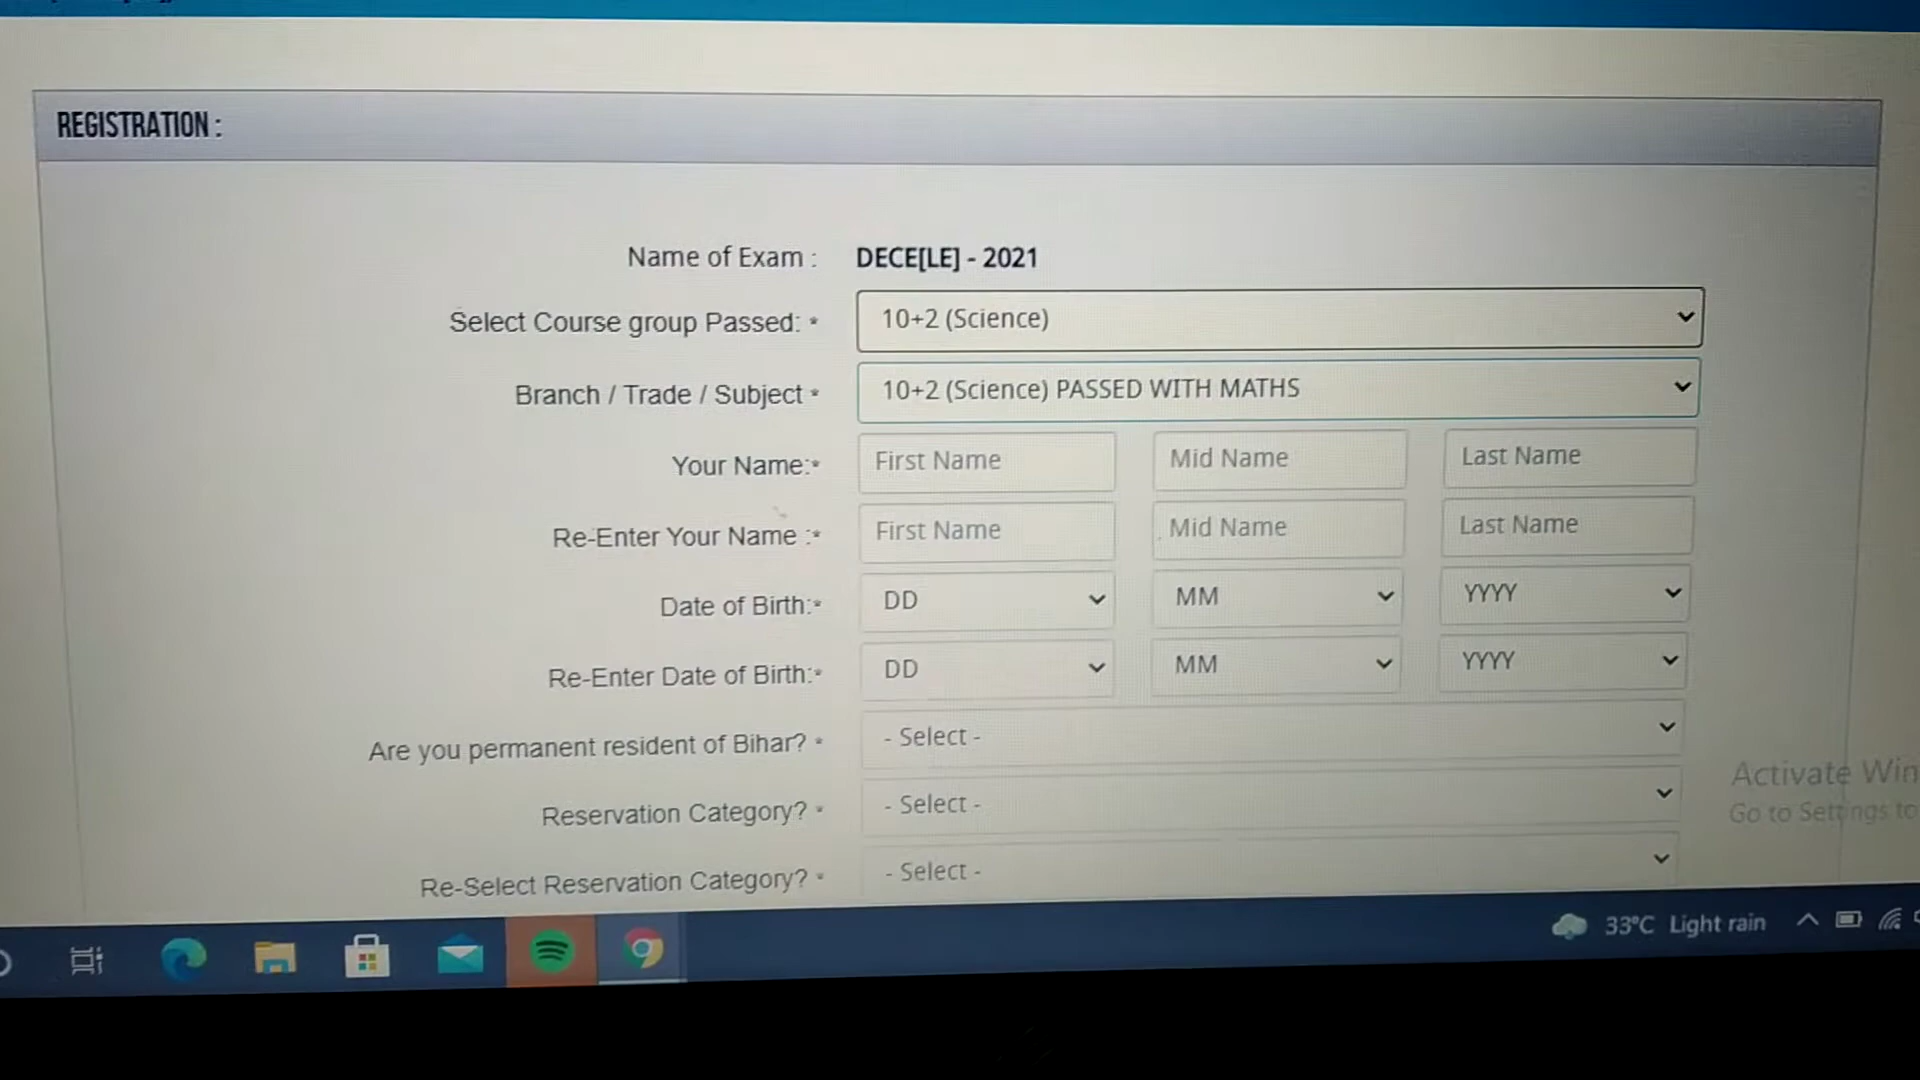 REGISTRATION :
Name of Exam : DECE[LE] - 2021
Select Course group Passed: * 10+2 (Science)
Branch / Trade / Subject * 10+2 (Science) PASSED WITH MATHS
Your Name:* First Name Mid Name Last Name
Re-Enter Your Name :* First Name Mid Name Last Name
Date of Birth:* DD MM YYYY
Re-Enter Date of Birth:* DD MM YYYY
Are you permanent resident of Bihar? * - Select -
Reservation Category? * - Select -
Activate Win
Go to Settings to
Re-Select Reservation Category? * - Select -
33°C Light rain